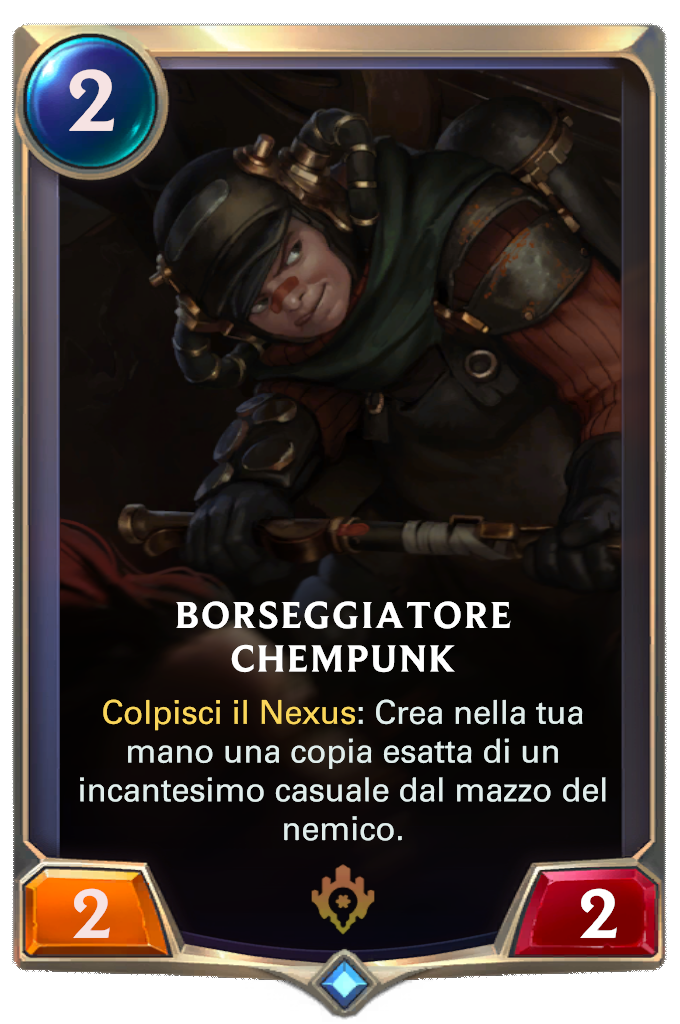 2
BORSEGGIATORE
CHEMPUNK
Colpisci il Nexus: Crea nella tua
mano una copia esatta di un
incantesimo casuale dal mazzo del
nemico.
2
2